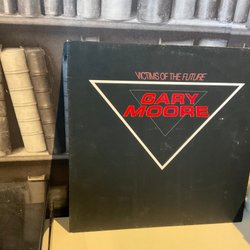 VICTIMS OF THE FUTURE
GARY
MOORE